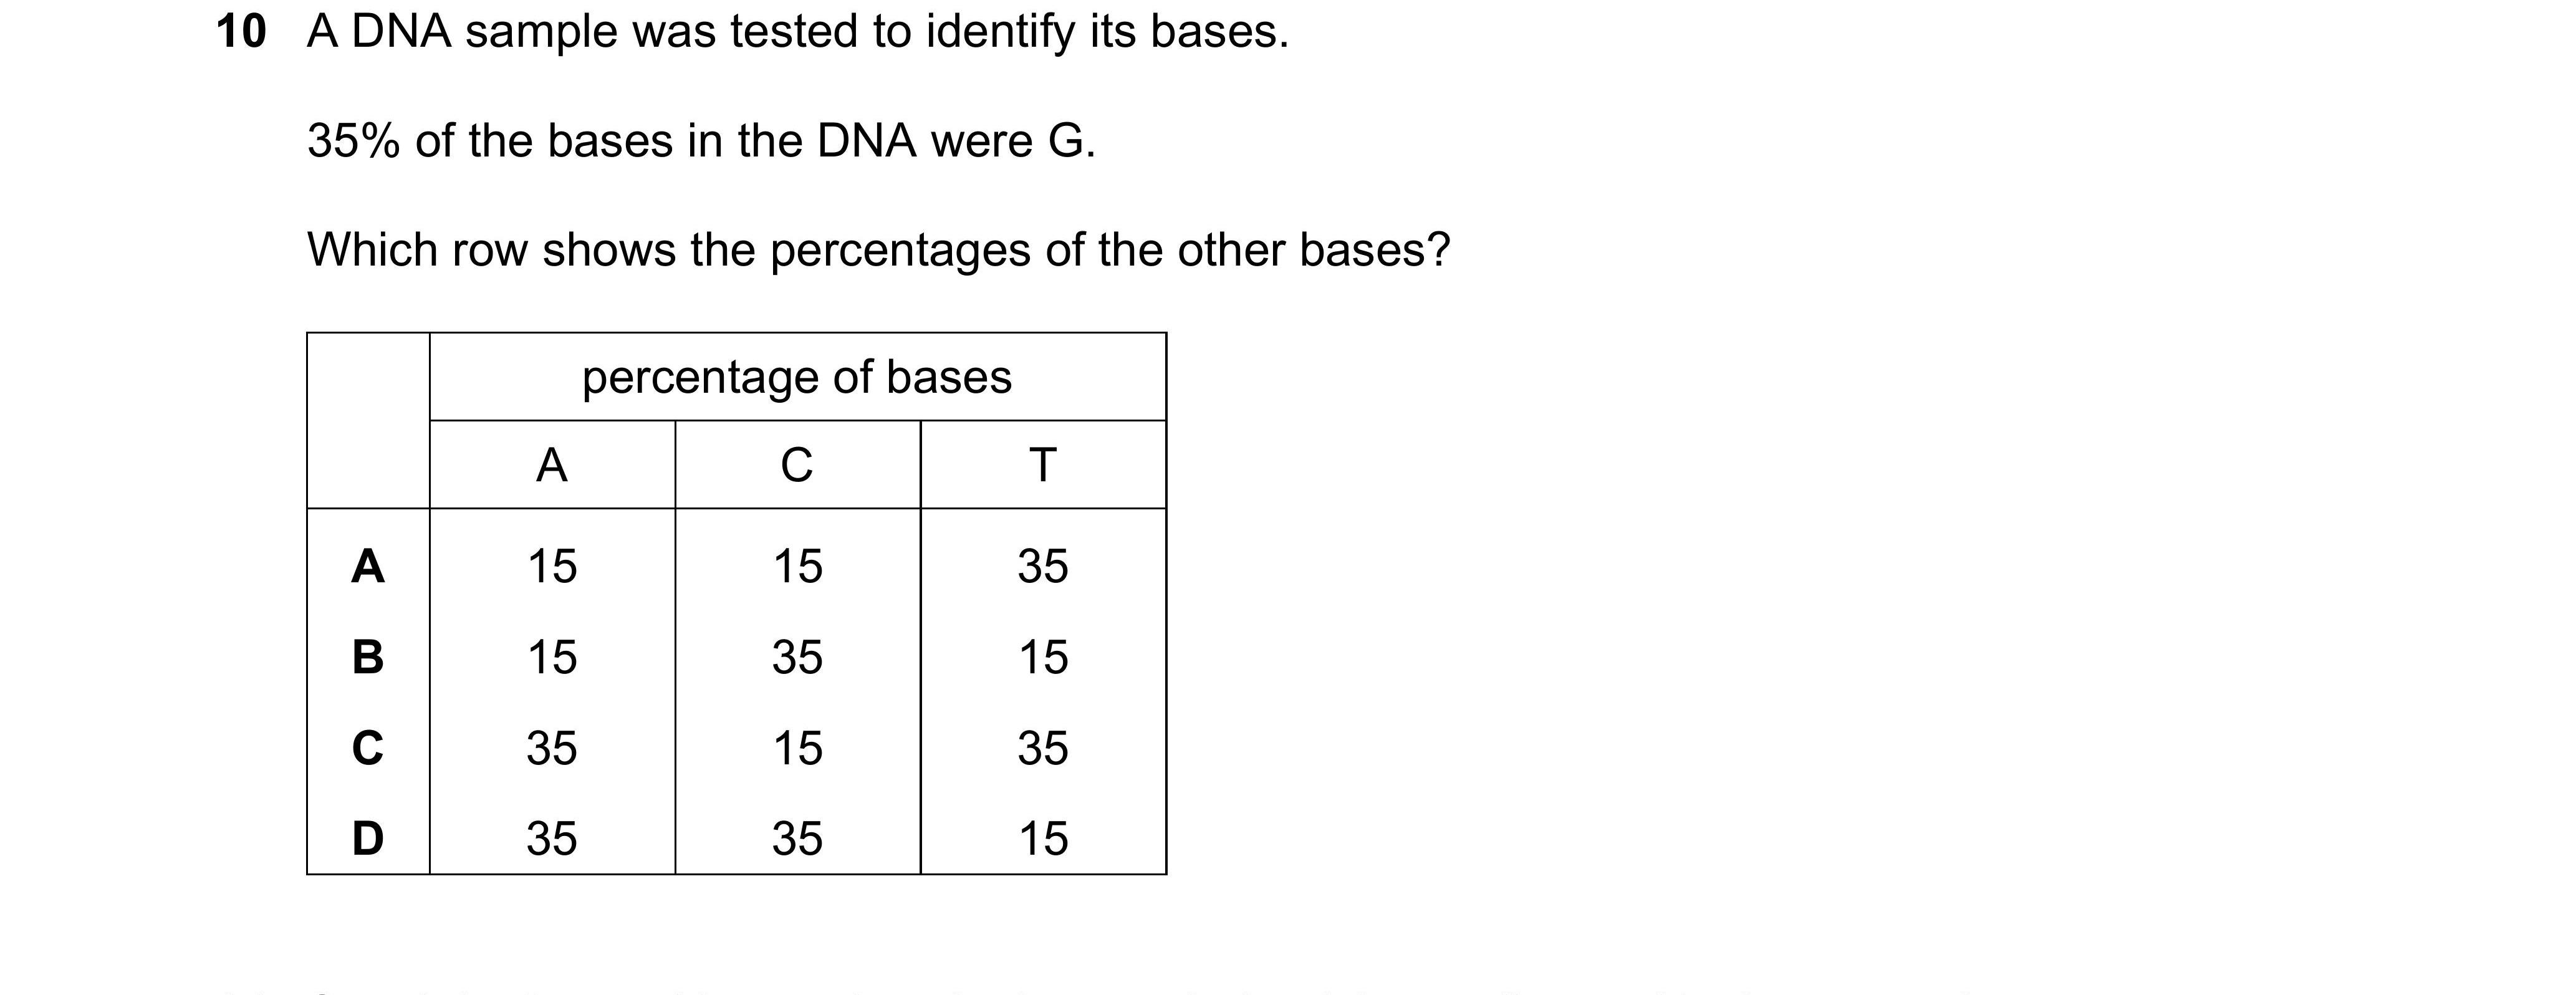 10 A DNA sample was tested to identify its bases.
35% of the bases in the DNA were G.
Which row shows the percentages of the other bases?
percentage of bases
A C T
A 15 15 35
B 15 35 15
C 35 15 35
D 35 35 15